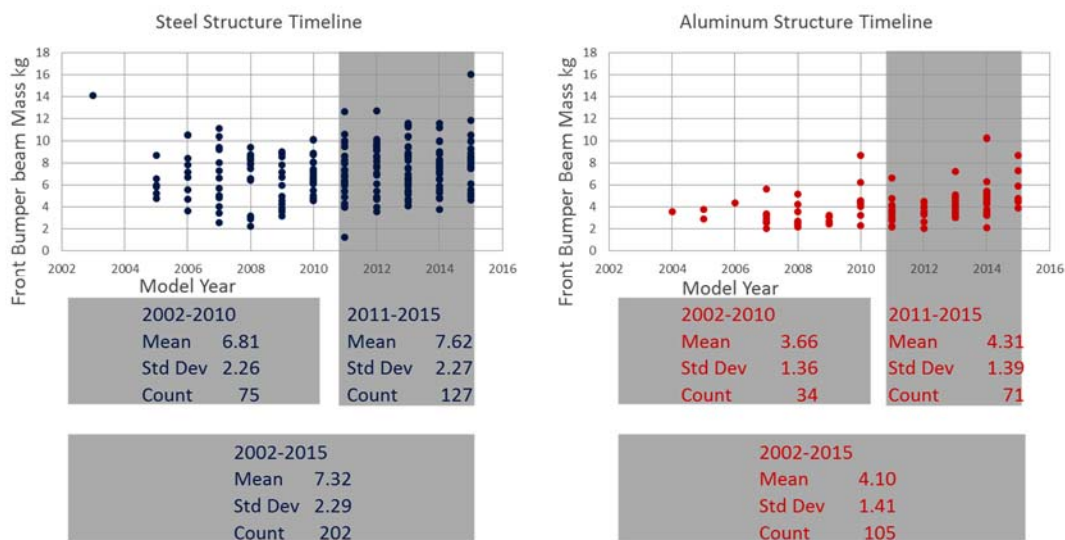 Steel Structure Timeline
Front Bumper beam Mass kg
18
16
14
12
10
8
6
4
2
0
2002 2004 2006 2008 2010 2012 2014 2016
Model Year
2002-2010
Mean 6.81
Std Dev 2.26
Count 75
2011-2015
Mean 7.62
Std Dev 2.27
Count 127
2002-2015
Mean 7.32
Std Dev 2.29
Count 202
Aluminum Structure Timeline
Front Bumper Beam Mass kg
18
16
14
12
10
8
6
4
2
0
2002 2004 2006 2008 2010 2012 2014 2016
Model Year
2002-2010
Mean 3.66
Std Dev 1.36
Count 34
2011-2015
Mean 4.31
Std Dev 1.39
Count 71
2002-2015
Mean 4.10
Std Dev 1.41
Count 105